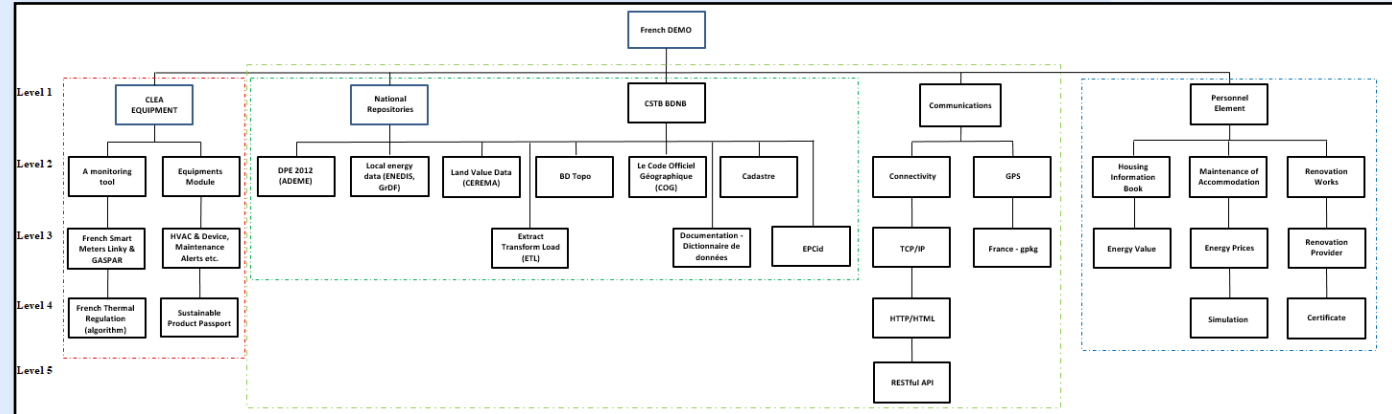 French DEMO
Level 1
CLEA
EQUIPMENT
National
Repositories
CSTB BDNB
Communications
Personnel
Element
Level 2
A monitoring
tool
Equipments
Module
DPE 2012
(ADEME)
Local energy
data (ENEDIS,
GrDF)
Land Value Data
(CEREMA)
BD Topo
Le Code Officiel
Géographique
(COG)
Cadastre
Connectivity
GPS
Housing
Information
Book
Maintenance of
Accommodation
Renovation
Works
Level 3
French Smart
Meters Linky &
GASPAR
HVAC & Device,
Maintenance
Alerts etc.
Extract
Transform Load
(ETL)
Documentation -
Dictionnaire de
données
EPCid
TCP/IP
France - gpkg
Energy Value
Energy Prices
Renovation
Provider
Level 4
French Thermal
Regulation
(algorithm)
Sustainable
Product Passport
HTTP/HTML
Simulation
Certificate
Level 5
RESTful API